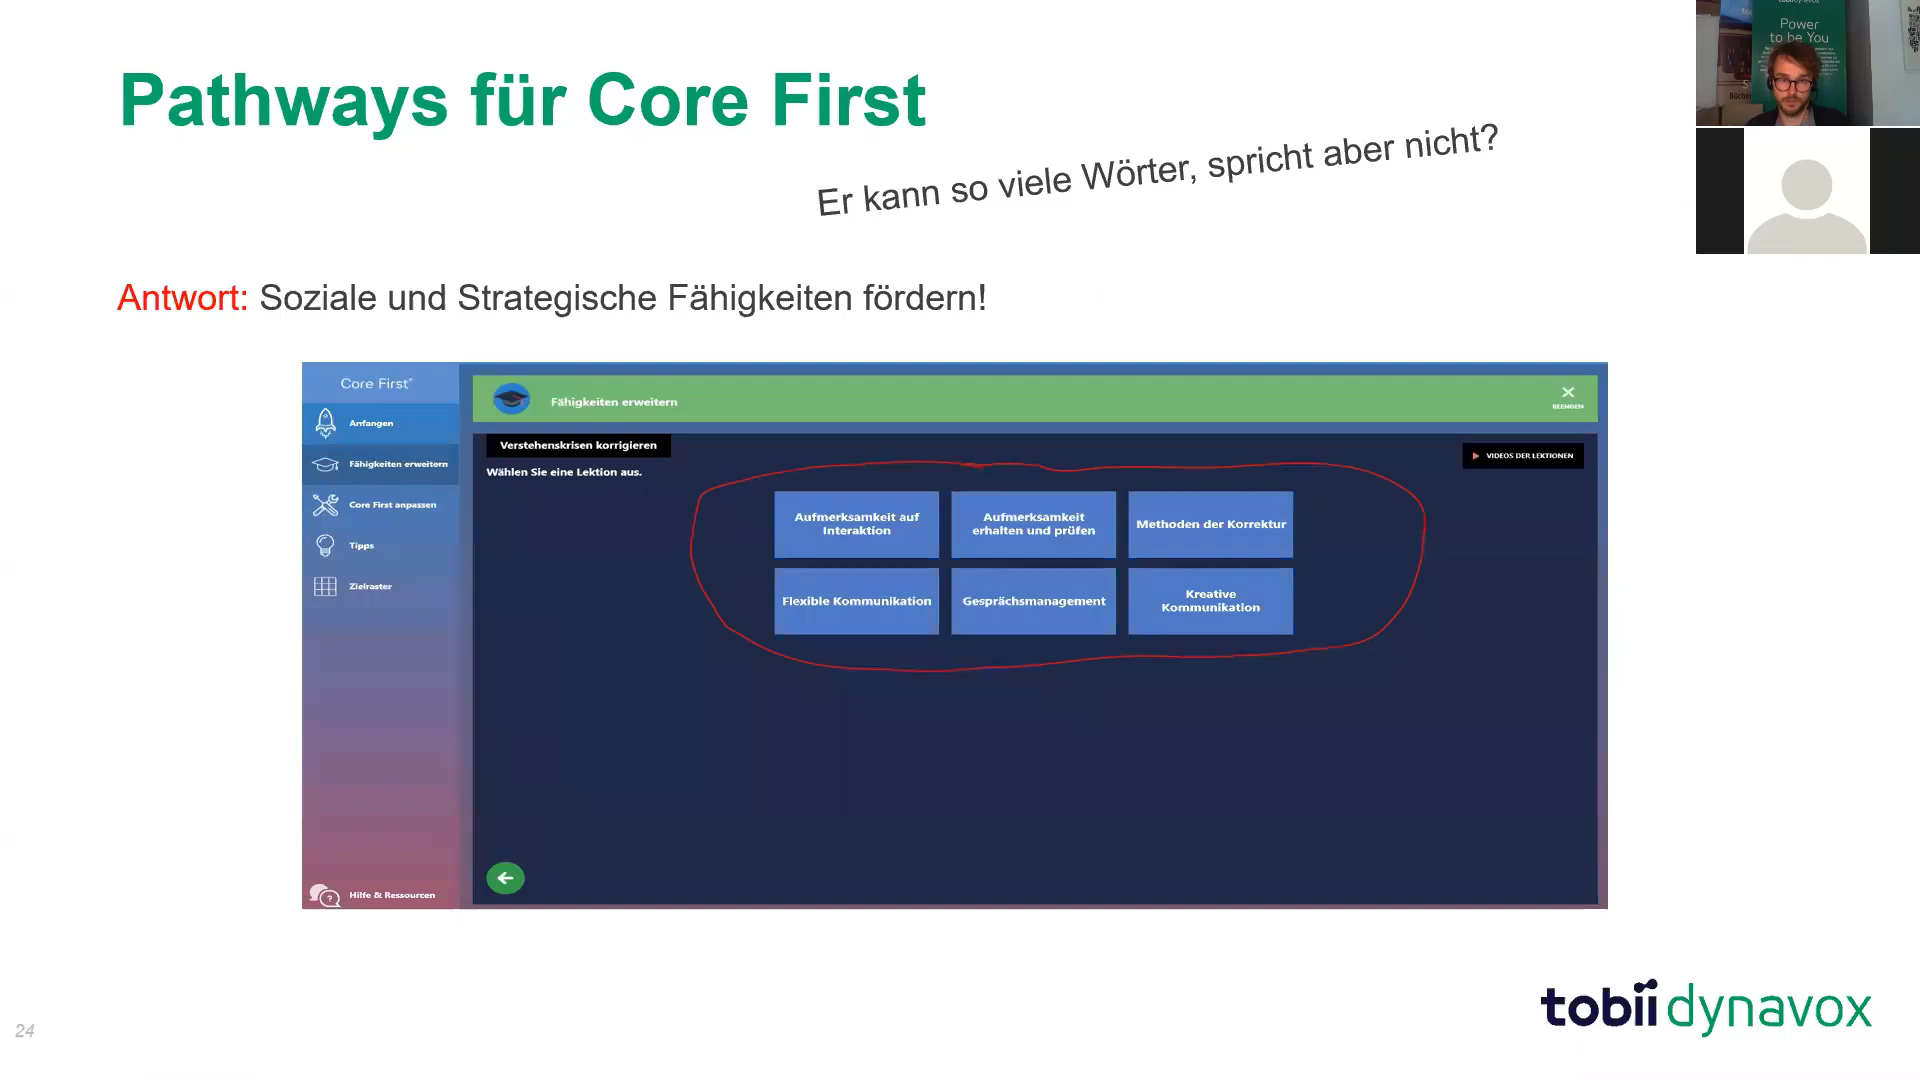 Pathways für Core First
Er kann so viele Wörter, spricht aber nicht?
Antwort: Soziale und Strategische Fähigkeiten fördern!
Core First
Anfangen
Fähigkeiten erweitern
Core First anpassen
Tipps
Zielraster
Hilfe & Ressourcen
Fähigkeiten erweitern
BEENDEN
Verstehenskrisen korrigieren
Wählen Sie eine Lektion aus.
VIDEOS DER LEKTIONEN
Aufmerksamkeit auf
Interaktion
Aufmerksamkeit
erhalten und prüfen
Methoden der Korrektur
Flexible Kommunikation
Gesprächsmanagement
Kreative
Kommunikation
Power
to be You
tobii dynavox
24